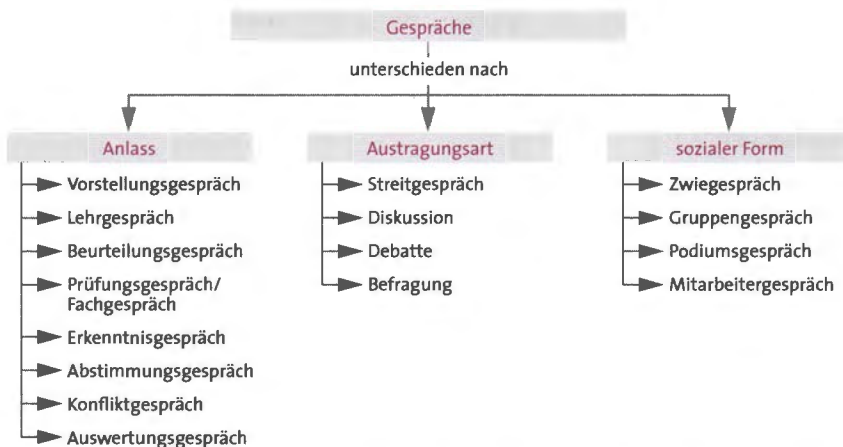 Gespräche
unterschieden nach
Anlass
Vorstellungsgespräch
Lehrgespräch
Beurteilungsgespräch
Prüfungsgespräch/
Fachgespräch
Erkenntnisgespräch
Abstimmungsgespräch
Konfliktgespräch
Auswertungsgespräch
Austragungsart
Streitgespräch
Diskussion
Debatte
Befragung
sozialer Form
Zwiegespräch
Gruppengespräch
Podiumsgespräch
Mitarbeitergespräch